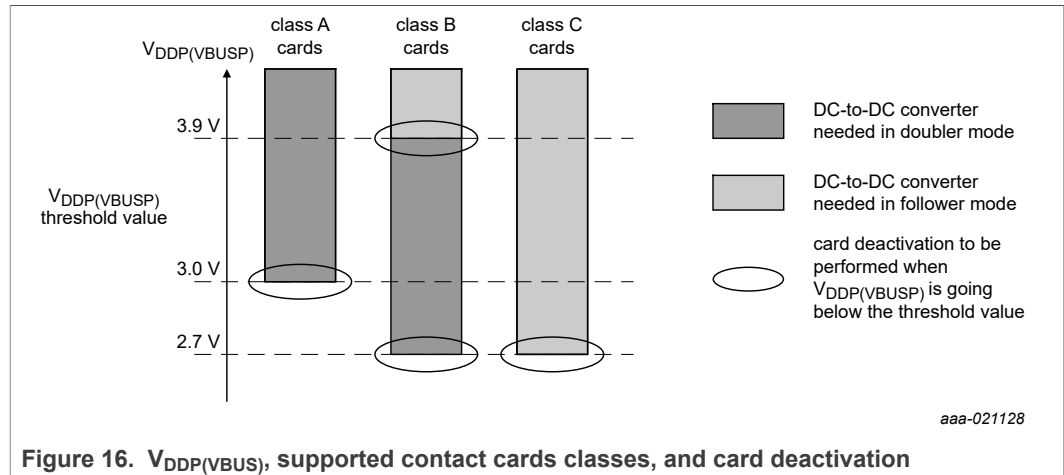 class A
cards
class B
cards
class C
cards
VDDP(VBUSP)
3.9 V
VDDP(VBUSP)
threshold value
3.0 V
2.7 V
DC-to-DC converter
needed in doubler mode
DC-to-DC converter
needed in follower mode
card deactivation to be
performed when
VDDP(VBUSP) is going
below the threshold value
aaa-021128
Figure 16. VDDP(VBUS), supported contact cards classes, and card deactivation